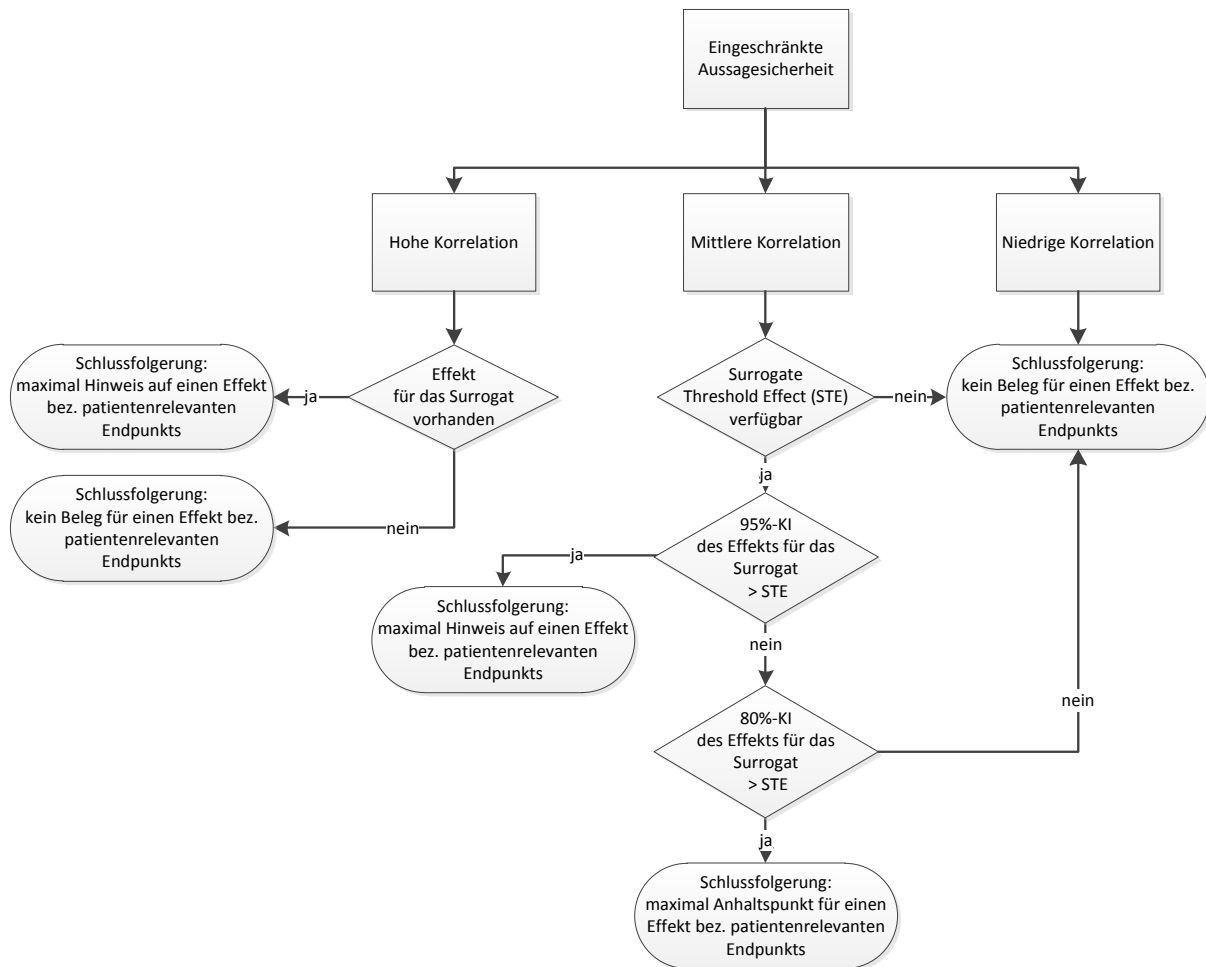 Eingeschränkte
Aussagesicherheit
Hohe Korrelation
Mittlere Korrelation
Niedrige Korrelation
Schlussfolgerung:
maximal Hinweis auf einen Effekt
bez. patientenrelevanten
Endpunkts
ja
Effekt
für das Surrogat
vorhanden
Surrogate
Threshold Effect (STE)
verfügbar
nein
Schlussfolgerung:
kein Beleg für einen Effekt bez.
patientenrelevanten
Endpunkts
Schlussfolgerung:
kein Beleg für einen Effekt bez.
patientenrelevanten
Endpunkts
nein
ja
95%-KI
des Effekts für das
Surrogat
> STE
ja
Schlussfolgerung:
maximal Hinweis auf einen Effekt
bez. patientenrelevanten
Endpunkts
nein
80%-KI
des Effekts für das
Surrogat
> STE
nein
ja
Schlussfolgerung:
maximal Anhaltspunkt für einen
Effekt bez. patientenrelevanten
Endpunkts